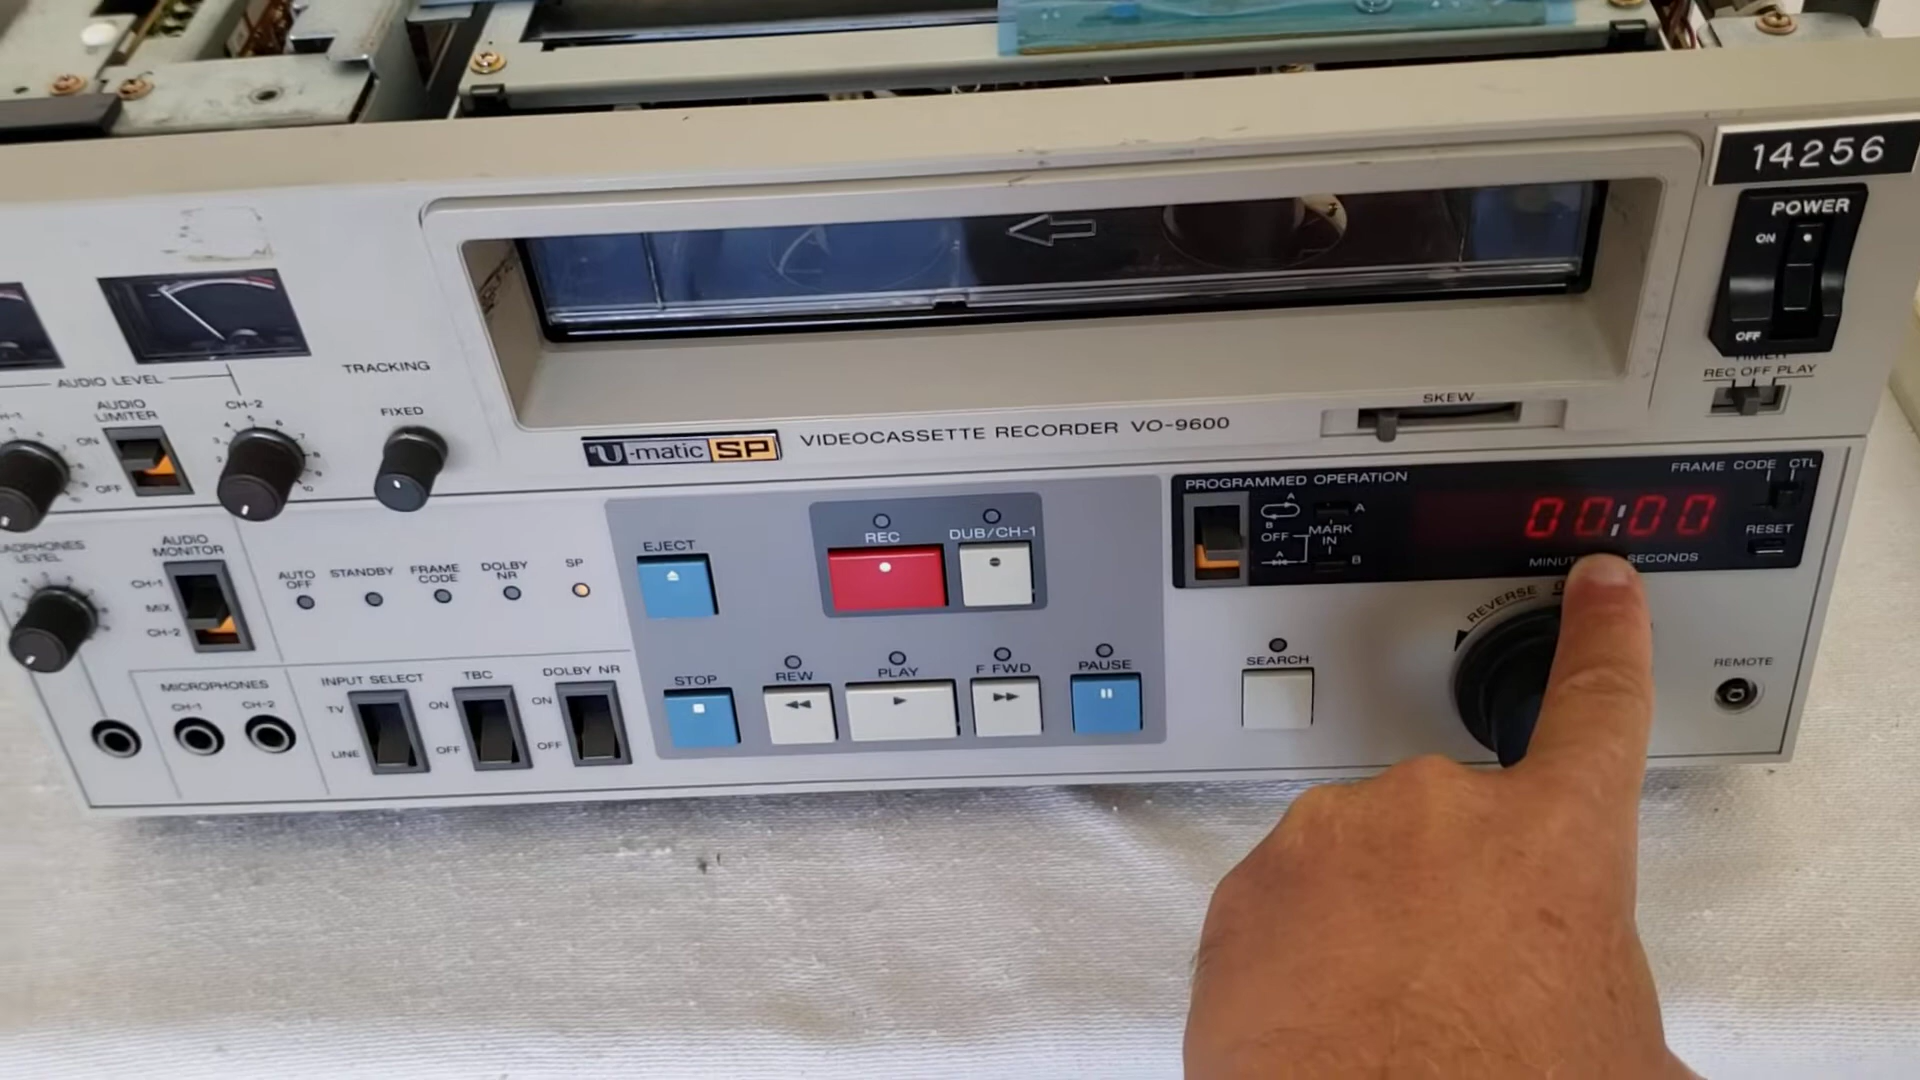 14256
POWER
ON
OFF
REC OFF PLAY
SKEW
AUDIO LEVEL
TRACKING
AUDIO
LIMITER
ON
OFF
CH-2
FIXED
U-matic SP VIDEOCASSETTE RECORDER VO-9600
PROGRAMMED OPERATION
A
B
OFF
A
MARK
IN
B
A
FRAME CODE CTL
00:00
RESET
SECONDS
LEVEL
AUDIO
MONITOR
CH-1
MIX
CH-2
AUTO
OFF
STANDBY
FRAME
CODE
DOLBY
NR
SP
EJECT
REC
DUB/CH-1
REVERSE
STOP
REW
PLAY
F FWD
PAUSE
SEARCH
REMOTE
MICROPHONES
CH-1
CH-2
INPUT SELECT
TV
LINE
TBC
ON
OFF
DOLBY NR
ON
OFF